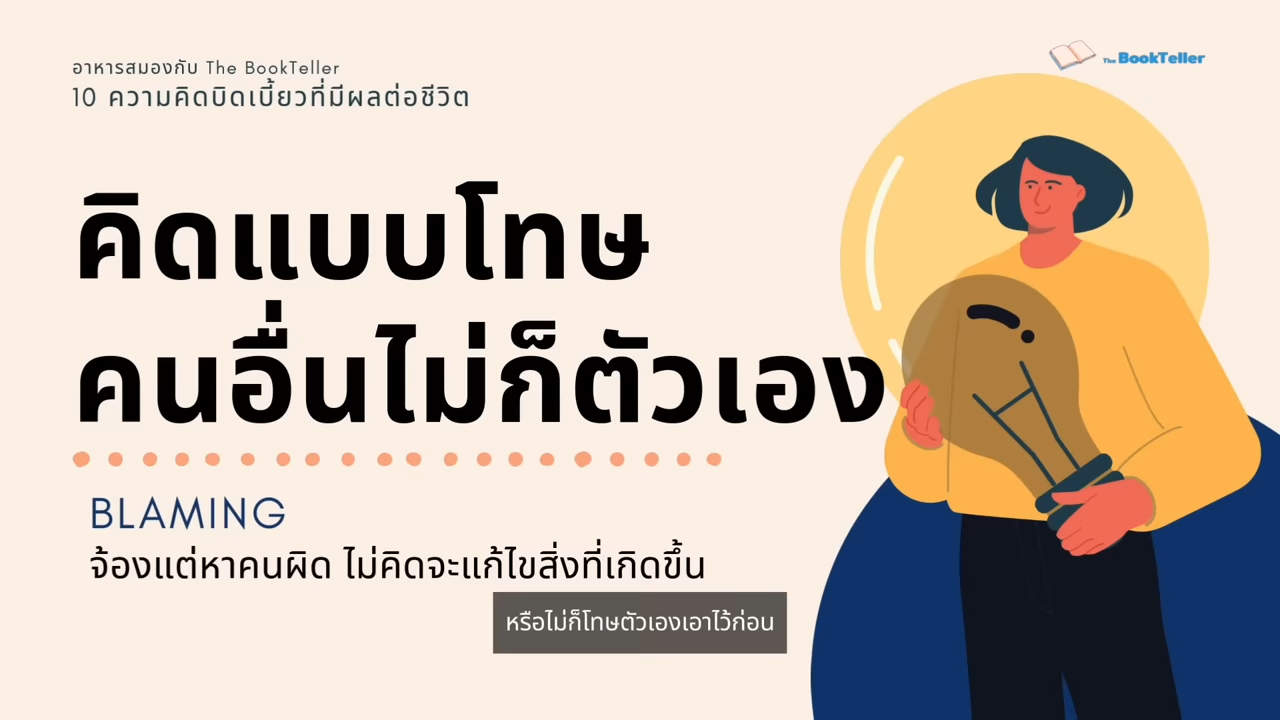 อาหารสมองกับ The BookTeller
10 ความคิดบิดเบี้ยวที่มีผลต่อชีวิต
The BookTeller
คิดแบบโทษ
คนอื่นไม่ก็ตัวเอง
BLAMING
จ้องแต่หาคนผิด ไม่คิดจะแก้ไขสิ่งที่เกิดขึ้น
หรือไม่ก็โทษตัวเองเอาไว้ก่อน